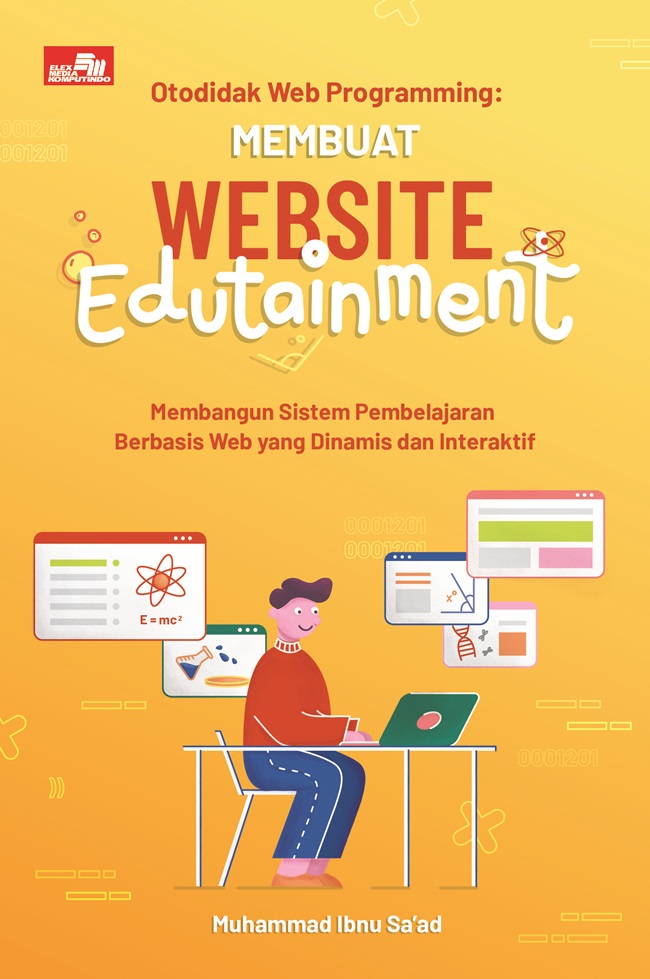 ELEX
MEDIA
KOMPUTINDO
Otodidak Web Programming:
MEMBUAT
WEBSITE
Edutainment
Membangun Sistem Pembelajaran
Berbasis Web yang Dinamis dan Interaktif
0001201
0001201
0001201
0001201
E = mc²
x°
0001201
Muhammad Ibnu Sa'ad